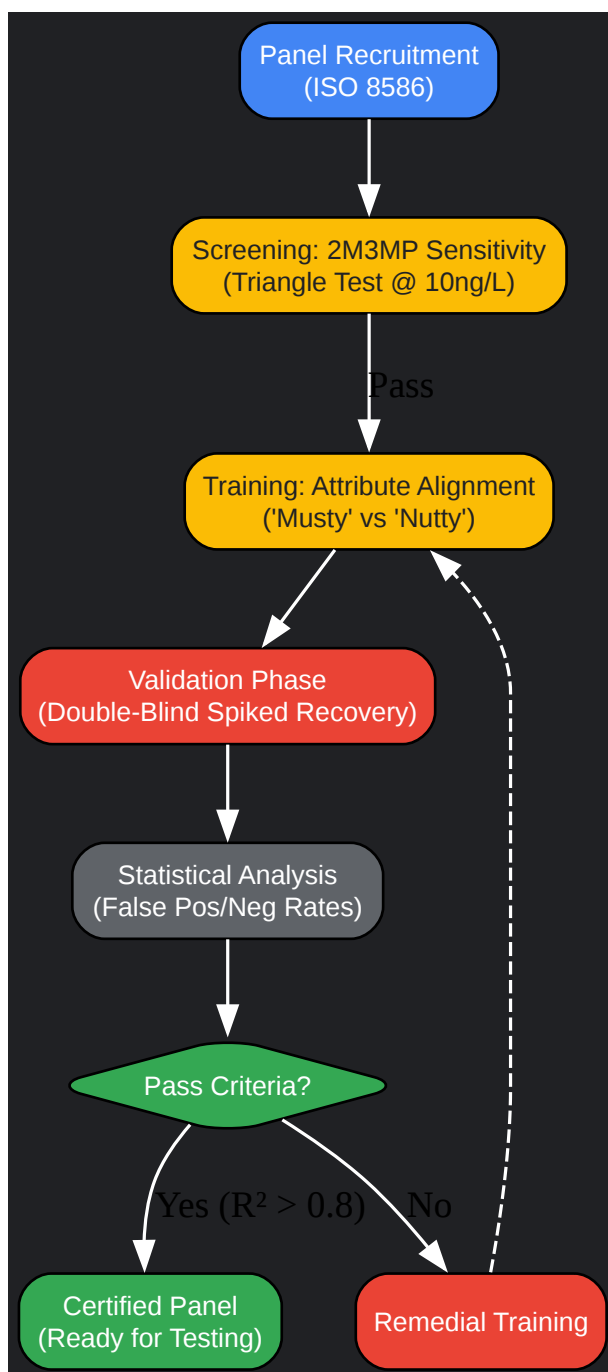 Panel Recruitment
(ISO 8586)
Screening: 2M3MP Sensitivity
(Triangle Test @ 10ng/L)
Pass
Training: Attribute Alignment
('Musty' vs 'Nutty')
Validation Phase
(Double-Blind Spiked Recovery)
Statistical Analysis
(False Pos/Neg Rates)
Pass Criteria?
Yes (R² > 0.8)
No
Certified Panel
(Ready for Testing)
Remedial Training